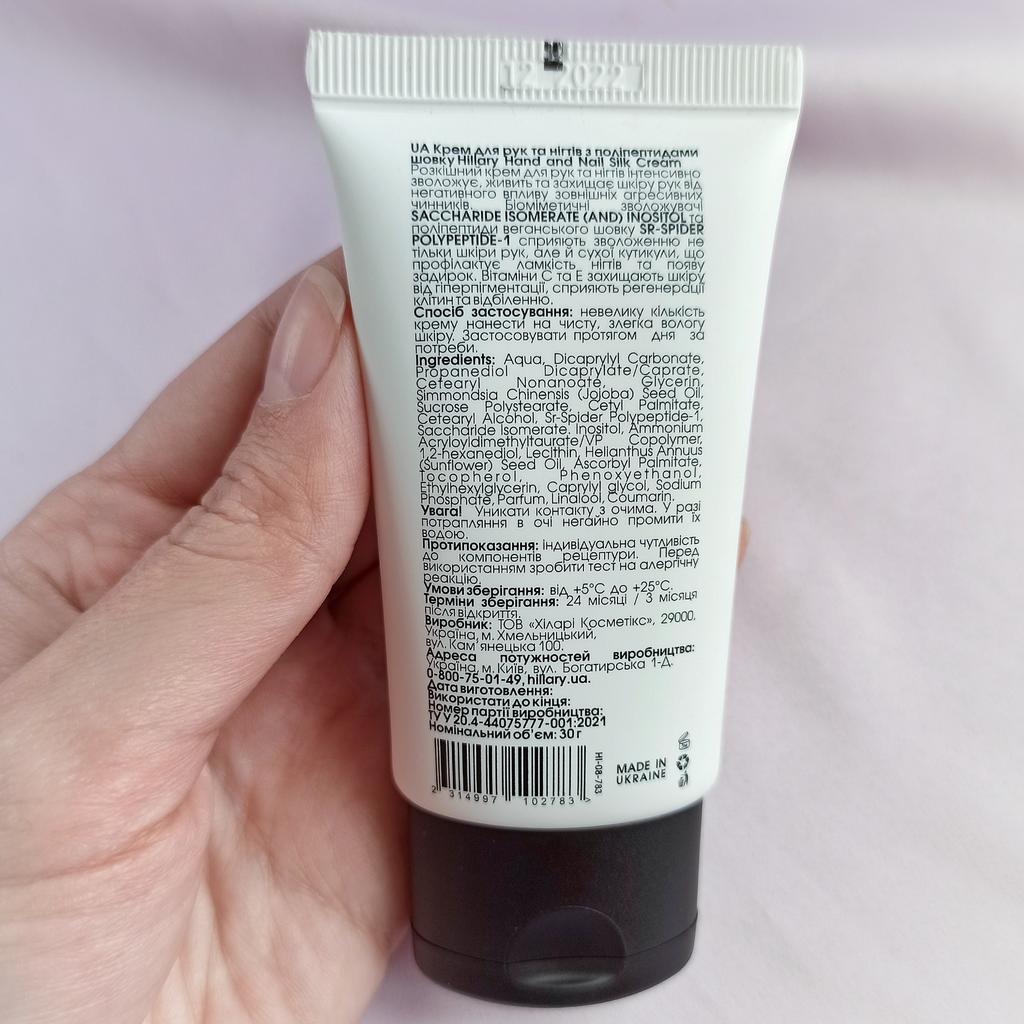 12 2022
UA Крем для рук та нігтів з поліпептидами
шовку Hillary Hand and Nail Silk Cream
Розкішний крем для рук та нігтів інтенсивно
зволожує, живить та захищає шкіру рук від
негативного впливу зовнішніх агресивних
чинників. Біоміметичні зволожувачі
SACCHARIDE ISOMERATE (AND) INOSITOL та
поліпептиди веганського шовку SR-SPIDER
POLYPEPTIDE-1 сприяють зволоженню не
тільки шкіри рук, але й сухої кутикули, що
профілактує ламкість нігтів та появу
задирок. Вітаміни С та Е захищають шкіру
від гіперпігментації, сприяють регенерації
клітин та відбіленню.
Спосіб застосування: невелику кількість
крему нанести на чисту, злегка вологу
шкіру. Застосовувати протягом дня за
потреби.
Ingredients: Aqua, Dicaprylyl Carbonate,
Propanediol Dicaprylate/Caprate,
Cetearyl Nonanoate, Glycerin,
Simmondsia Chinensis (Jojoba) Seed Oil,
Sucrose Polystearate, Cetyl Palmitate,
Cetearyl Alcohol, Sr-Spider Polypeptide-1,
Saccharide Isomerate. Inositol, Ammonium
Acryloyldimethyltaurate/VP Copolymer,
1,2-hexanediol, Lecithin, Helianthus Annuus
(Sunflower) Seed Oil, Ascorbyl Palmitate,
Tocopherol, Phenoxyethanol,
Ethylhexylglycerin, Caprylyl glycol, Sodium
Phosphate, Parfum, Linalool, Coumarin.
Увага! Уникати контакту з очима. У разі
потрапляння в очі негайно промити їх
водою.
Протипоказання: індивідуальна чутливість
до компонентів рецептури. Перед
використанням зробити тест на алергічну
реакцію.
Умови зберігання: від +5°С до +25°С.
Терміни зберігання: 24 місяці / 3 місяця
після відкриття.
Виробник: ТОВ «Хіларі Косметікс», 29000,
Україна, м. Хмельницький,
вул. Кам'янецька 100.
Адреса потужностей виробництва:
Україна, м. Київ, вул. Богатирська 1-Д.
0-800-75-01-49, hillary.ua.
Дата виготовлення:
Використати до кінця:
Номер партії виробництва:
ТУ У 20.4-44075777-001:2021
Номінальний об'єм: 30 г
HI-08-783
MADE IN
UKRAINE
2 314997 102783 >